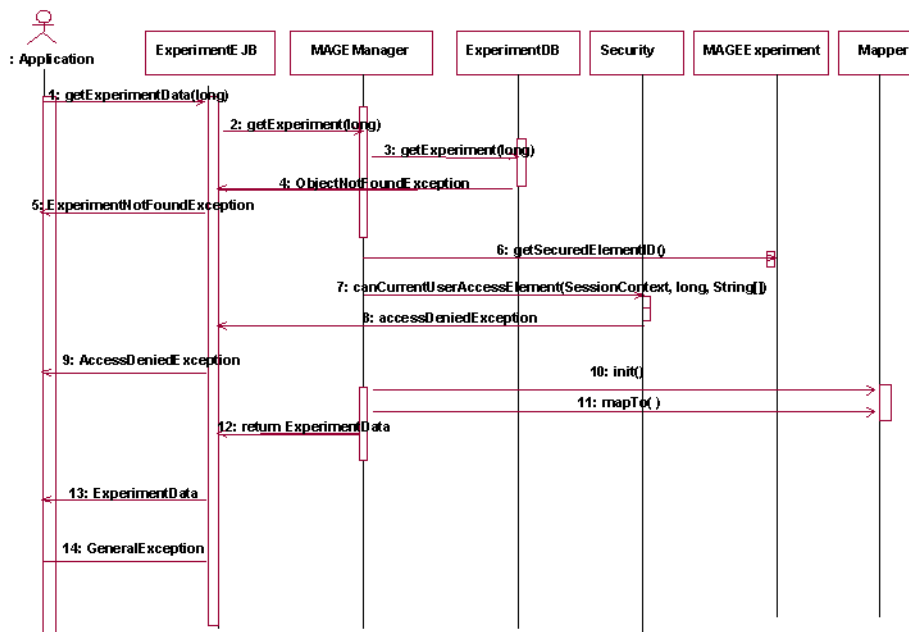 : Application
ExperimentEJB
MAGEManager
ExperimentDB
Security
MAGEExperiment
Mapper
1: getExperimentData(long)
2: getExperiment(long)
3: getExperiment(long)
4: ObjectNotFoundException
5: ExperimentNotFoundException
6: getSecuredElementID()
7: canCurrentUserAccessElement(SessionContext, long, String[])
8: accessDeniedException
9: AccessDeniedException
10: init()
11: mapTo( )
12: return ExperimentData
13: ExperimentData
14: GeneralException